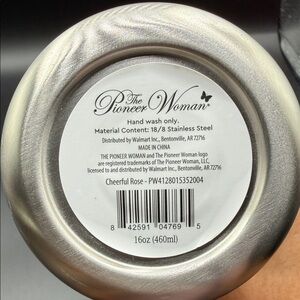 The
Pioneer Woman
Hand wash only.
Material Content: 18/8 Stainless Steel
Distributed by Walmart Inc., Bentonville, AR 72716
MADE IN CHINA
THE PIONEER WOMAN and The Pioneer Woman logo
are registered trademarks of The Pioneer Woman, LLC,
licensed to and distributed by Walmart Inc., Bentonville, AR 72716
Cheerful Rose - PW4128015352004
8 42591 04769 5
16oz (460ml)